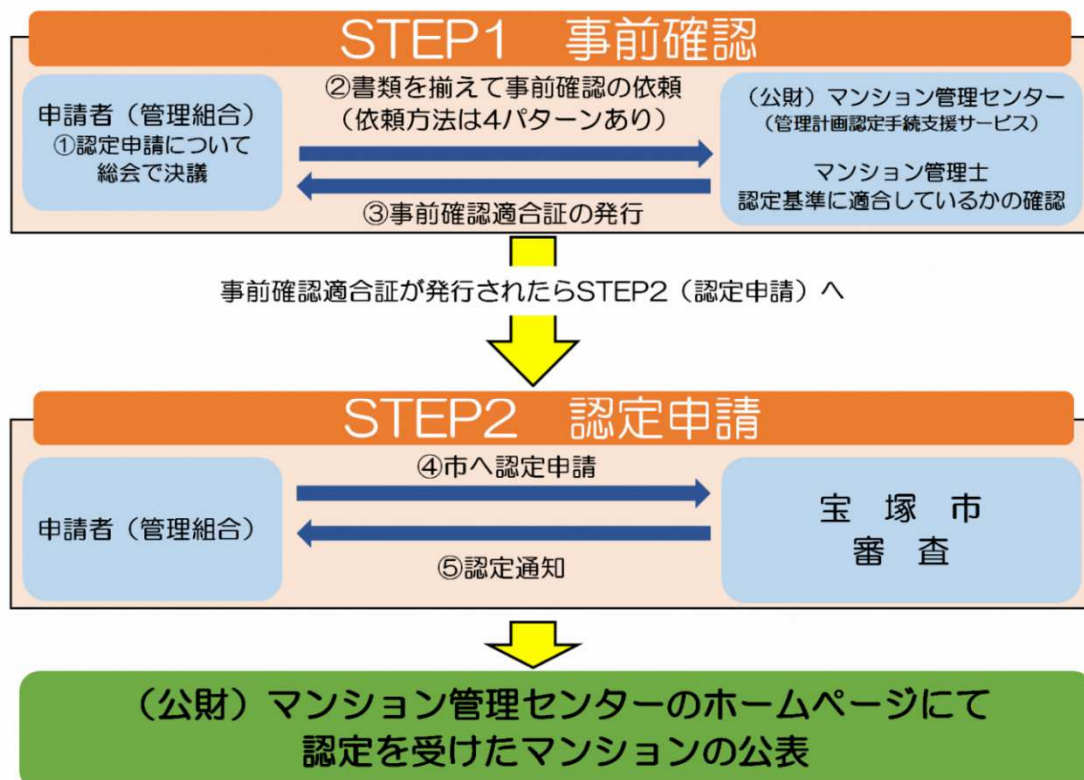 STEP1 事前確認
申請者（管理組合）
①認定申請について
総会で決議
②書類を揃えて事前確認の依頼
（依頼方法は4パターンあり）
③事前確認適合証の発行
（公財）マンション管理センター
（管理計画認定手続支援サービス）
マンション管理士
認定基準に適合しているかの確認
事前確認適合証が発行されたらSTEP2（認定申請）へ
STEP2 認定申請
申請者（管理組合）
④市へ認定申請
⑤認定通知
宝塚市
審査
（公財）マンション管理センターのホームページにて
認定を受けたマンションの公表